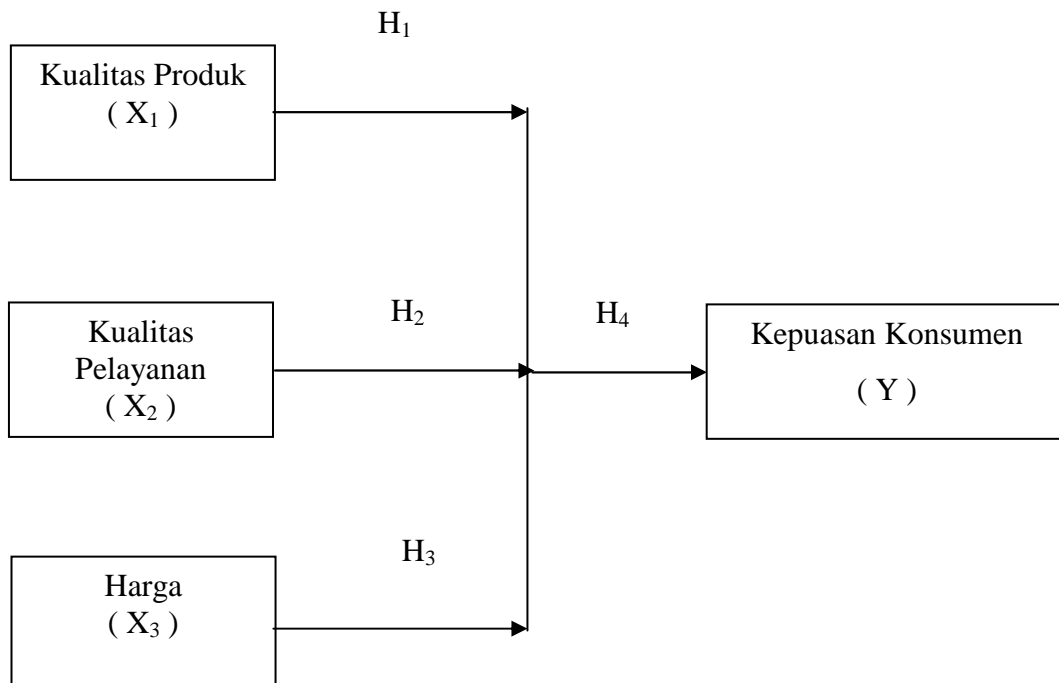 H₁
Kualitas Produk
( X₁ )
H₂
H₄
Kualitas
Pelayanan
( X₂ )
Kepuasan Konsumen
( Y )
H₃
Harga
( X₃ )